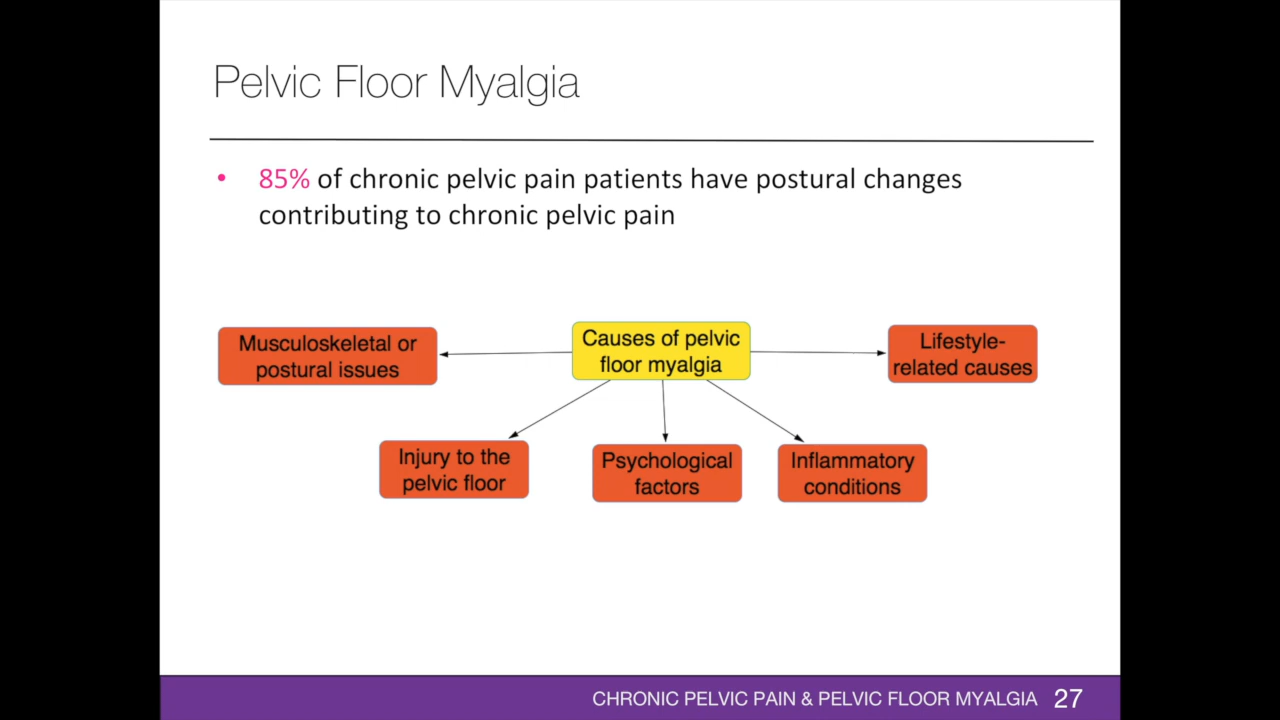 Pelvic Floor Myalgia
• 85% of chronic pelvic pain patients have postural changes
contributing to chronic pelvic pain
Musculoskeletal or
postural issues
Causes of pelvic
floor myalgia
Lifestyle-
related causes
Injury to the
pelvic floor
Psychological
factors
Inflammatory
conditions
CHRONIC PELVIC PAIN & PELVIC FLOOR MYALGIA 27